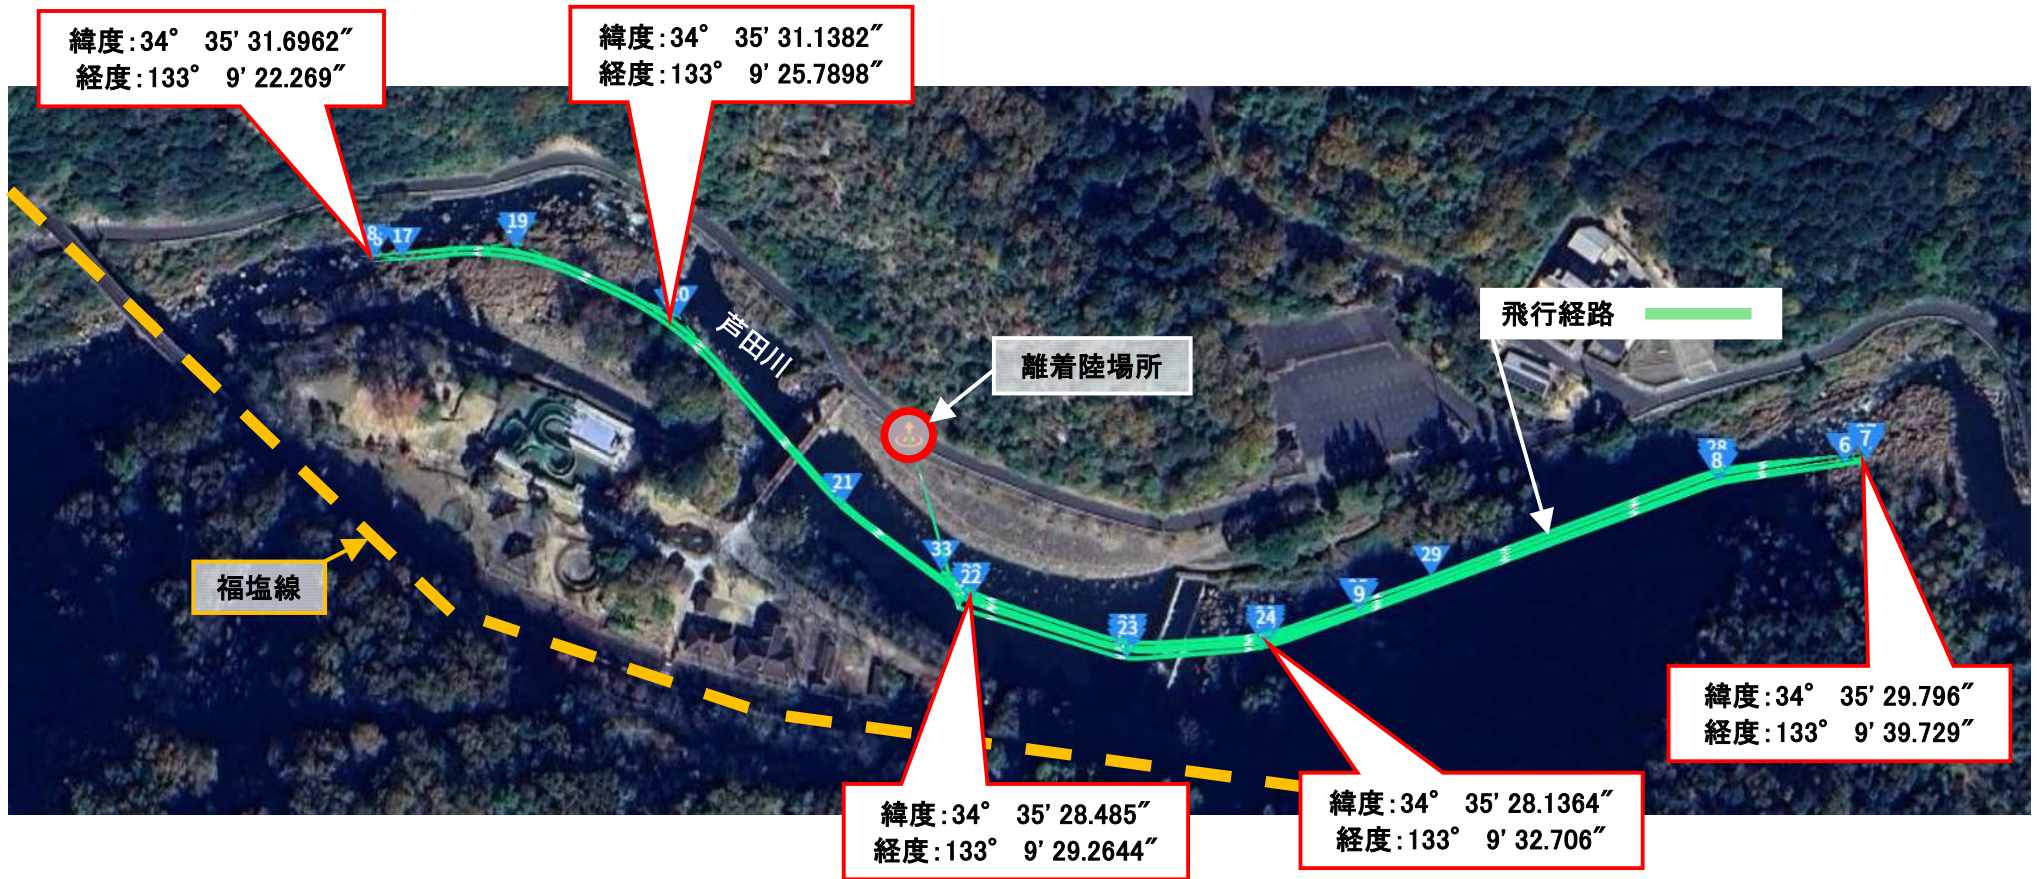 緯度:34° 35' 31.6962″
経度:133° 9' 22.269″
緯度:34° 35' 31.1382″
経度:133° 9' 25.7898″
8
17
19
20
芦田川
飛行経路
離着陸場所
21
28
8
6
7
33
22
29
9
福塩線
23
24
緯度:34° 35' 29.796″
経度:133° 9' 39.729″
緯度:34° 35' 28.485″
経度:133° 9' 29.2644″
緯度:34° 35' 28.1364″
経度:133° 9' 32.706″